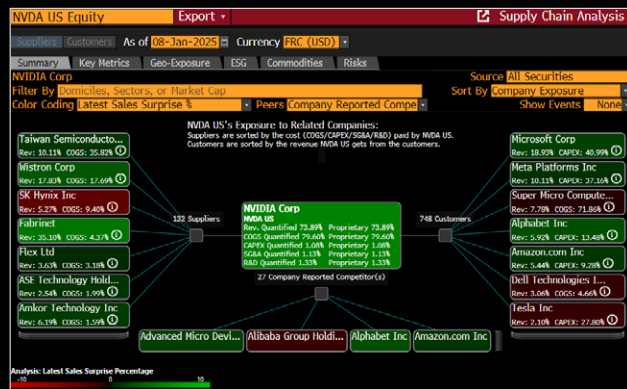 NVDA US Equity
Export
Supply Chain Analysis
Suppliers Customers As of 08-Jan-2025 Currency FRC (USD)
Summary Key Metrics Geo-Exposure ESG Commodities Risks
NVIDIA Corp
Source All Securities
Filter By Domiciles, Sectors, or Market Cap
Sort By Company Exposure
Color Coding Latest Sales Surprise % Peers Company Reported Compe
Show Events None
NVDA US's Exposure to Related Companies:
Suppliers are sorted by the cost (COGS/CAPEX/SG&A/R&D) paid by NVDA US.
Customers are sorted by the revenue NVDA US gets from the customers.
Taiwan Semiconducto...
Rev: 10.11% COGS: 35.82%
Wistron Corp
Rev: 17.83% COGS: 17.69%
SK Hynix Inc
Rev: 5.27% COGS: 9.40%
Fabrinet
Rev: 35.10% COGS: 4.37%
Flex Ltd
Rev: 3.63% COGS: 3.18%
ASE Technology Hold...
Rev: 2.54% COGS: 1.99%
Amkor Technology Inc
Rev: 6.19% COGS: 1.59%
132 Suppliers
NVIDIA Corp
NVDA US
Rev. Quantified 73.89% Proprietary 73.89%
COGS Quantified 79.60% Proprietary 79.60%
CAPEX Quantified 1.08% Proprietary 1.08%
SG&A Quantified 1.13% Proprietary 1.13%
R&D Quantified 1.33% Proprietary 1.33%
748 Customers
Microsoft Corp
Rev: 18.93% CAPEX: 40.99%
Meta Platforms Inc
Rev: 10.11% CAPEX: 37.16%
Super Micro Compute...
Rev: 7.78% COGS: 71.86%
Alphabet Inc
Rev: 5.92% CAPEX: 13.48%
Amazon.com Inc
Rev: 5.44% CAPEX: 9.28%
Dell Technologies I...
Rev: 3.06% COGS: 4.66%
Tesla Inc
Rev: 2.10% CAPEX: 27.80%
27 Company Reported Competitor(s)
Advanced Micro Devi... Alibaba Group Holdi... Alphabet Inc Amazon.com Inc
Analysis: Latest Sales Surprise Percentage
-10 0 10